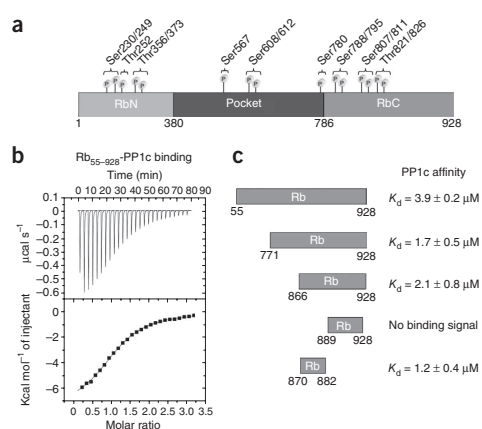 a
Ser230/249
Thr252
Thr356/373
Ser567
Ser608/612
Ser780
Ser788/795
Ser807/811
Thr821/826
P P P P P P P P P P P P P P P
RbN Pocket RbC
1 380 786 928
b
Rb55–928-PP1c binding
Time (min)
0 10 20 30 40 50 60 70 80 90
0.1
0
−0.1
−0.2
−0.3
−0.4
−0.5
−0.6
µcal s−1
0
−2
−4
−6
Kcal mol−1 of injectant
0 0.5 1.0 1.5 2.0 2.5 3.0 3.5
Molar ratio
c
PP1c affinity
Rb
55 928
Kd = 3.9 ± 0.2 µM
Rb
771 928
Kd = 1.7 ± 0.5 µM
Rb
866 928
Kd = 2.1 ± 0.8 µM
Rb
889 928
No binding signal
Rb
870 882
Kd = 1.2 ± 0.4 µM